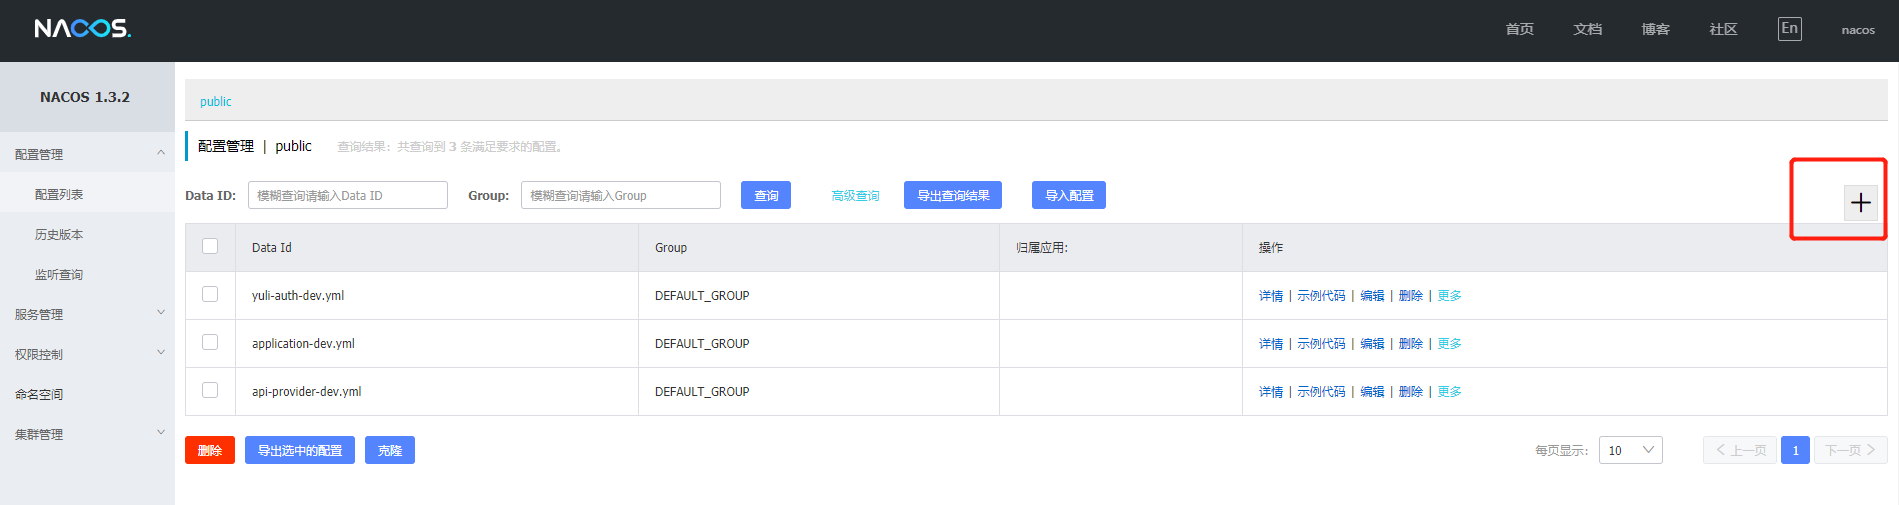 NACOS. 首页 文档 博客 社区 En nacos
NACOS 1.3.2
配置管理
配置列表
历史版本
监听查询
服务管理
权限控制
命名空间
集群管理
public
配置管理 | public 查询结果：共查询到 3 条满足要求的配置。
Data ID: 模糊查询请输入Data ID Group: 模糊查询请输入Group 查询 高级查询 导出查询结果 导入配置
Data Id Group 归属应用: 操作
yuli-auth-dev.yml DEFAULT_GROUP 详情 | 示例代码 | 编辑 | 删除 | 更多
application-dev.yml DEFAULT_GROUP 详情 | 示例代码 | 编辑 | 删除 | 更多
api-provider-dev.yml DEFAULT_GROUP 详情 | 示例代码 | 编辑 | 删除 | 更多
删除 导出选中的配置 克隆 每页显示: 10 上一页 1 下一页